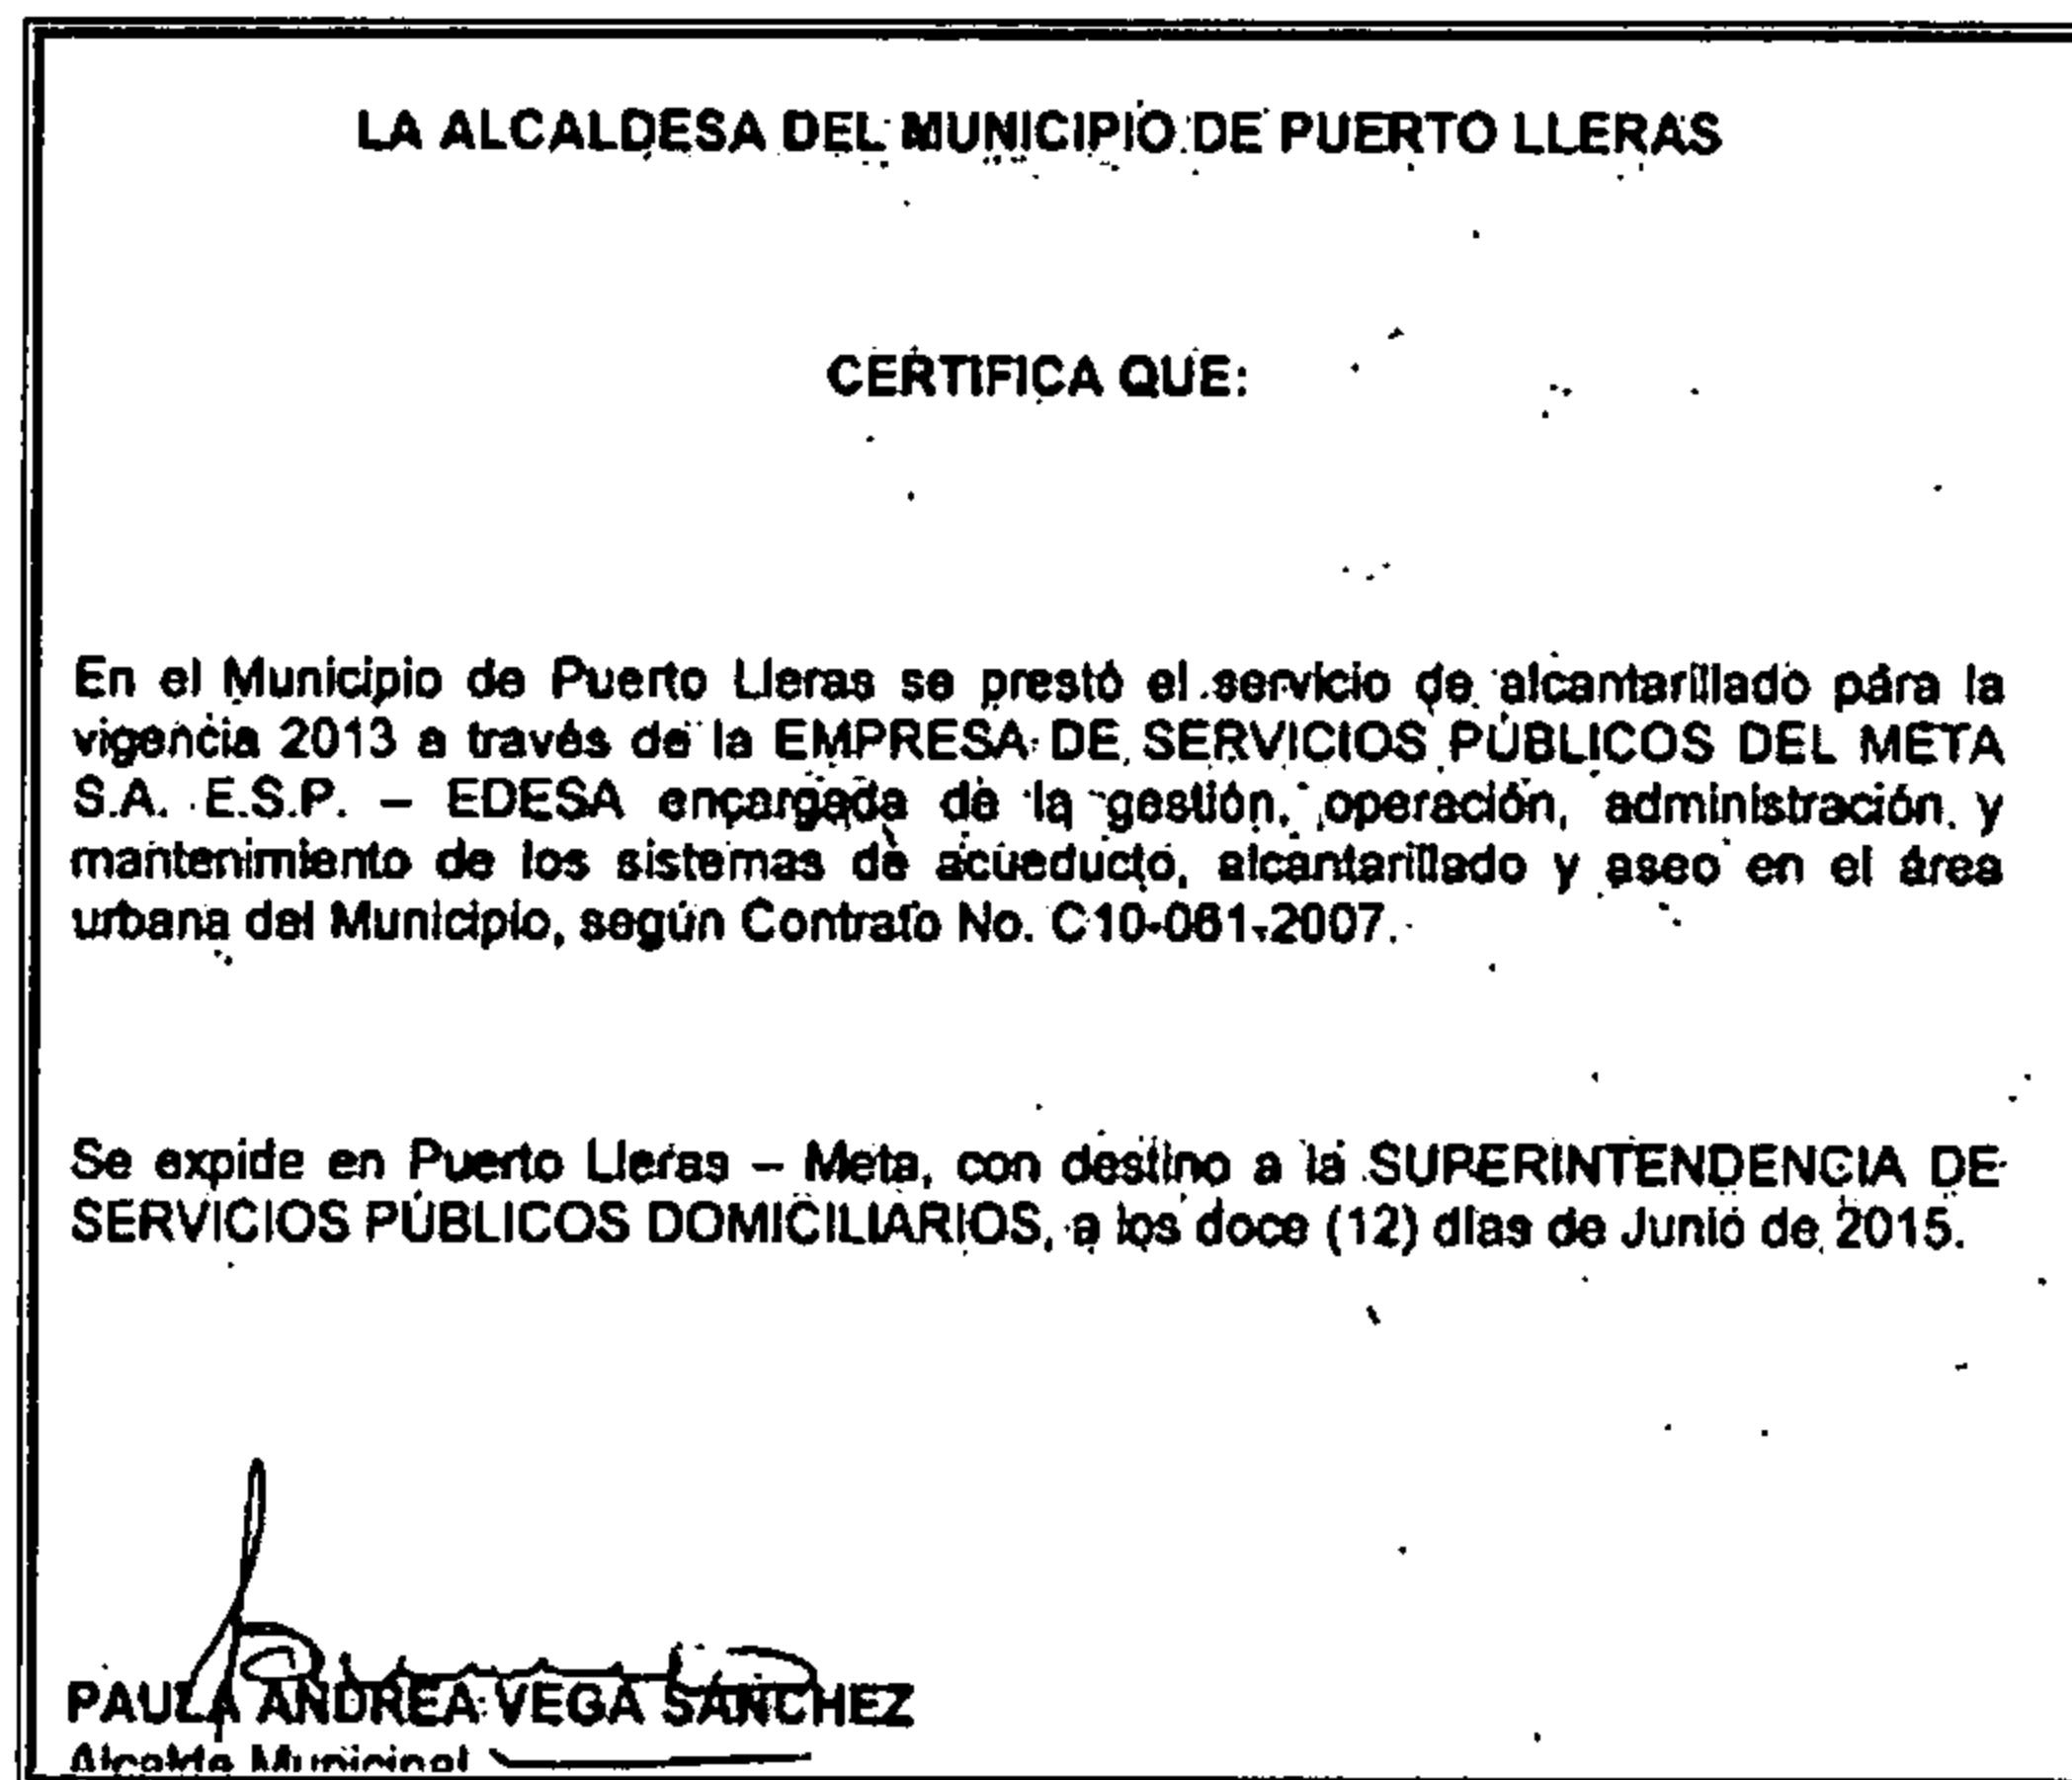 LA ALCALDESA DEL MUNICIPIO DE PUERTO LLERAS
CERTIFICA QUE:
En el Municipio de Puerto Lleras se prestó el servicio de alcantarillado para la
vigencia 2013 a través de la EMPRESA DE SERVICIOS PÚBLICOS DEL META
S.A. E.S.P. – EDESA encargada de la gestión, operación, administración y
mantenimiento de los sistemas de acueducto, alcantarillado y aseo en el área
urbana del Municipio, según Contrato No. C10-061-2007.
Se expide en Puerto Lleras – Meta, con destino a la SUPERINTENDENCIA DE
SERVICIOS PÚBLICOS DOMICILIARIOS, a los doce (12) días de Junio de 2015.
PAULA ANDREA VEGA SÁNCHEZ
Alcalde Municipal